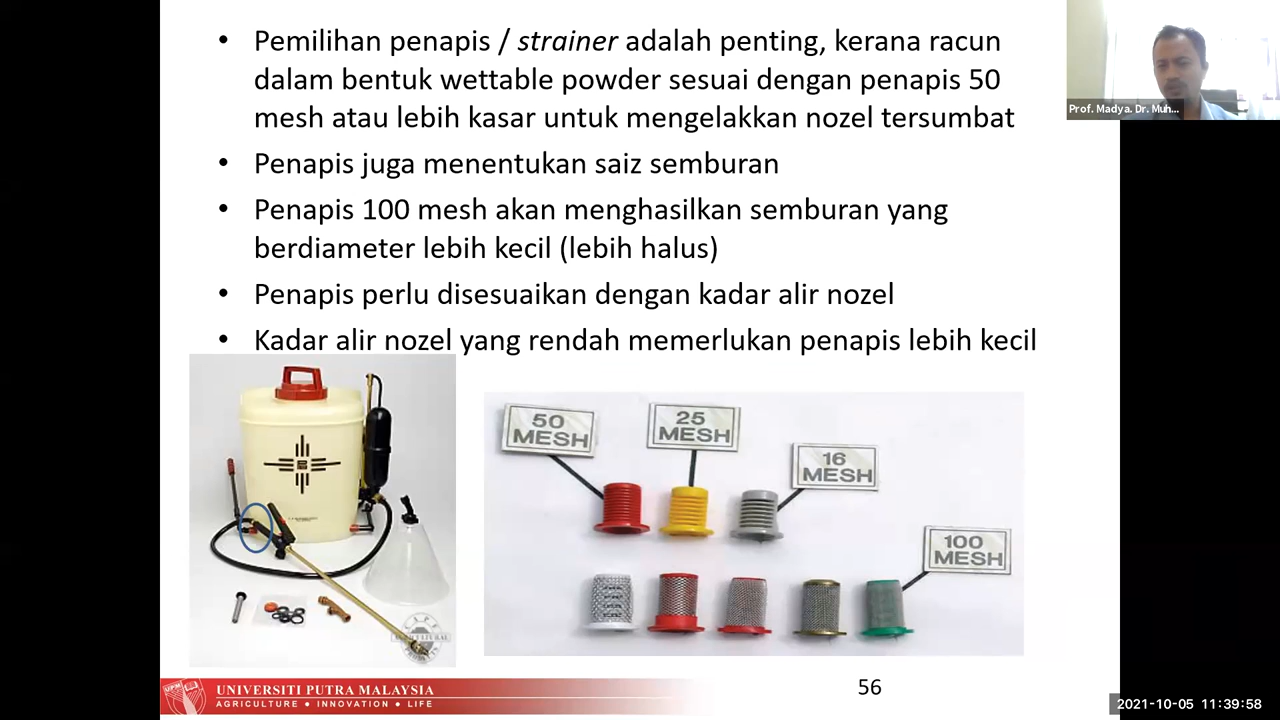 • Pemilihan penapis / strainer adalah penting, kerana racun
dalam bentuk wettable powder sesuai dengan penapis 50
mesh atau lebih kasar untuk mengelakkan nozel tersumbat
• Penapis juga menentukan saiz semburan
• Penapis 100 mesh akan menghasilkan semburan yang
berdiameter lebih kecil (lebih halus)
• Penapis perlu disesuaikan dengan kadar alir nozel
• Kadar alir nozel yang rendah memerlukan penapis lebih kecil
Prof. Madya. Dr. Muh...
50
MESH
25
MESH
16
MESH
100
MESH
UPM
UNIVERSITI PUTRA MALAYSIA
AGRICULTURE • INNOVATION • LIFE
56
2021-10-05 11:39:58